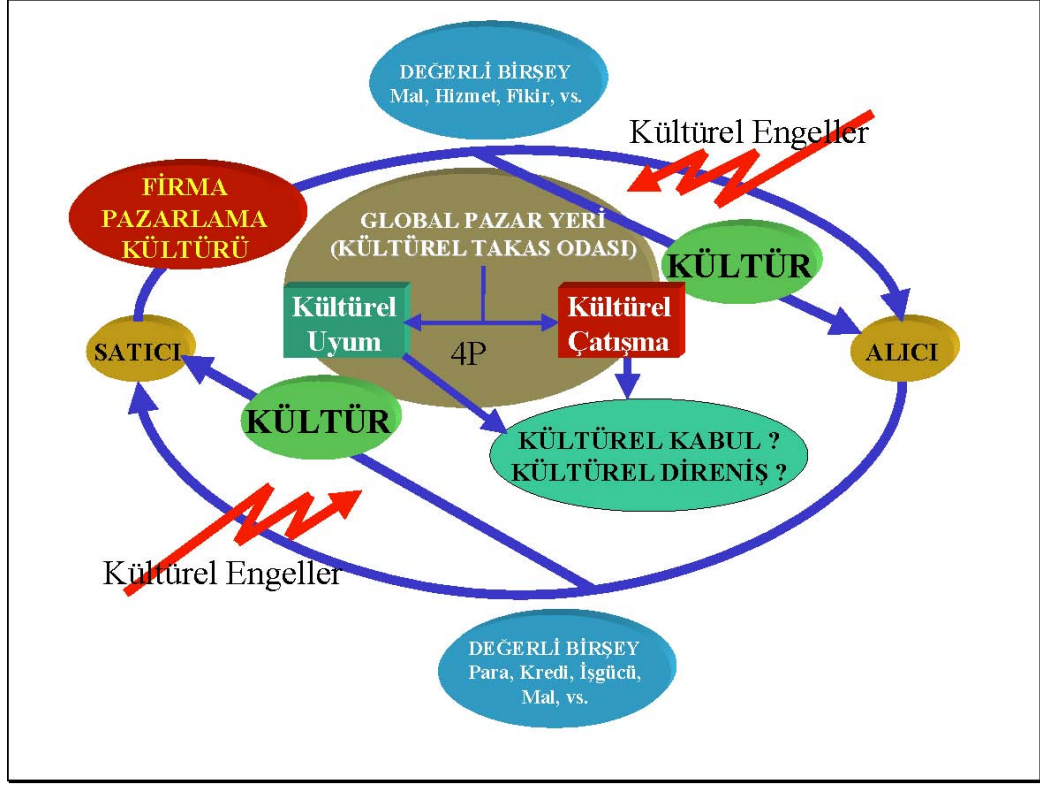 DEĞERLİ BİRŞEY
Mal, Hizmet, Fikir, vs.
Kültürel Engeller
FİRMA
PAZARLAMA
KÜLTÜRÜ
GLOBAL PAZAR YERİ
(KÜLTÜREL TAKAS ODASI)
KÜLTÜR
Kültürel
Uyum
Kültürel
Çatışma
SATICI
4P
ALICI
KÜLTÜR
KÜLTÜREL KABUL ?
KÜLTÜREL DİRENİŞ ?
Kültürel Engeller
DEĞERLİ BİRŞEY
Para, Kredi, İşgücü,
Mal, vs.